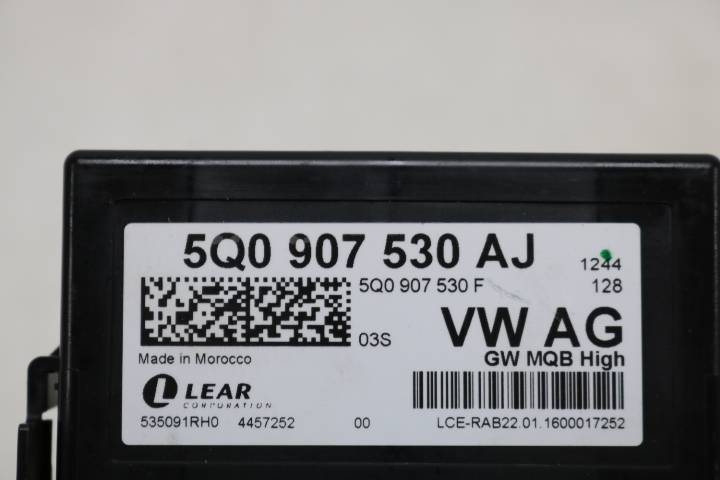 5Q0 907 530 AJ 1244
5Q0 907 530 F 128
03S VW AG
Made in Morocco GW MQB High
LEAR
CORPORATION
535091RH0 4457252 00 LCE-RAB22.01.1600017252